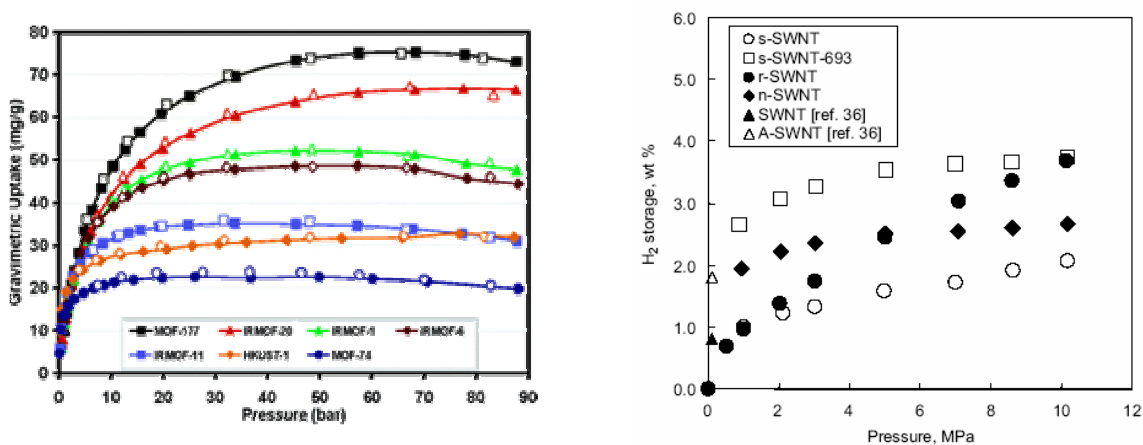 80
70
60
50
40
30
20
10
0
Gravimetric Uptake (mg/g)
MOF-177 IRMOF-20 IRMOF-1 IRMOF-6
IRMOF-11 HKUST-1 MOF-74
0 10 20 30 40 50 60 70 80 90
Pressure (bar)
6.0
5.0
4.0
3.0
2.0
1.0
0.0
H2 storage, wt %
s-SWNT
s-SWNT-693
r-SWNT
n-SWNT
SWNT [ref. 36]
A-SWNT [ref. 36]
0 2 4 6 8 10 12
Pressure, MPa